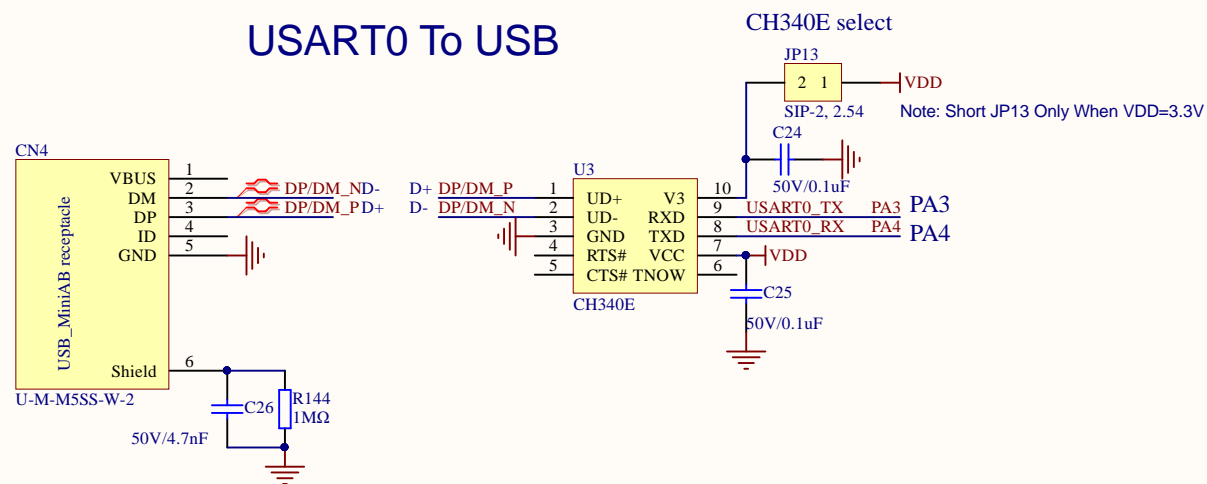 USART0 To USB
CH340E select
JP13
2 1
VDD
SIP-2, 2.54
Note: Short JP13 Only When VDD=3.3V
C24
50V/0.1uF
CN4
VBUS 1
DM 2
DP 3
ID 4
GND 5
USB_MiniAB receptacle
Shield 6
U-M-M5SS-W-2
DP/DM_N D-
DP/DM_P D+
D+ DP/DM_P
D- DP/DM_N
U3
1 UD+ V3 10
2 UD- RXD 9
3 GND TXD 8
4 RTS# VCC 7
5 CTS# TNOW 6
CH340E
USART0_TX PA3 PA3
USART0_RX PA4 PA4
VDD
C25
50V/0.1uF
C26
50V/4.7nF
R144
1MΩ